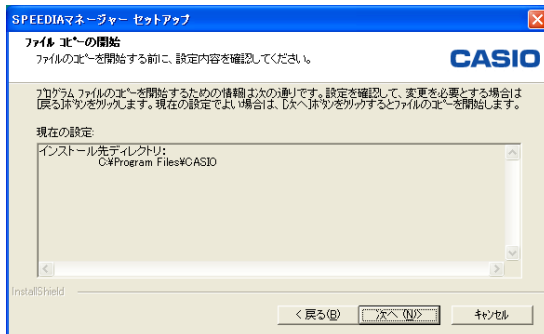 SPEEDIAマネージャー セットアップ
ファイル コピーの開始
ファイルのコピーを開始する前に、設定内容を確認してください。
CASIO
プログラム ファイルのコピーを開始するための情報は次の通りです。設定を確認して、変更を必要とする場合は
[戻る]ボタンをクリックします。現在の設定でよい場合は、[次へ]ボタンをクリックするとファイルのコピーを開始します。
現在の設定:
インストール先ディレクトリ:
C:¥Program Files¥CASIO
InstallShield
< 戻る(B)
次へ (N)>
キャンセル